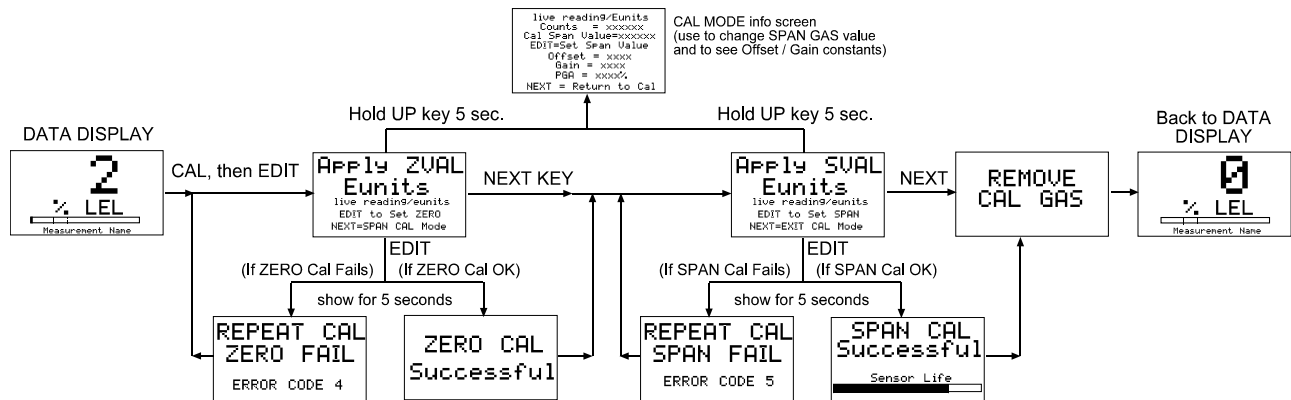 live reading/Eunits
Counts = xxxxxx
Cal Span Value=xxxxxx
EDIT=Set Span Value
Offset = xxxx
Gain = xxxx
PGA = xxxx%
NEXT = Return to Cal
CAL MODE info screen
(use to change SPAN GAS value
and to see Offset / Gain constants)
Hold UP key 5 sec.
Hold UP key 5 sec.
DATA DISPLAY
2
% LEL
Measurement Name
CAL, then EDIT
Apply ZVAL
Eunits
live reading/eunits
EDIT to Set ZERO
NEXT=SPAN CAL Mode
NEXT KEY
Apply SVAL
Eunits
live reading/eunits
EDIT to Set SPAN
NEXT=EXIT CAL Mode
NEXT
REMOVE
CAL GAS
Back to DATA
DISPLAY
0
% LEL
Measurement Name
EDIT
(If ZERO Cal Fails)
(If ZERO Cal OK)
show for 5 seconds
REPEAT CAL
ZERO FAIL
ERROR CODE 4
ZERO CAL
Successful
EDIT
(If SPAN Cal Fails)
(If SPAN Cal OK)
show for 5 seconds
REPEAT CAL
SPAN FAIL
ERROR CODE 5
SPAN CAL
Successful
Sensor Life